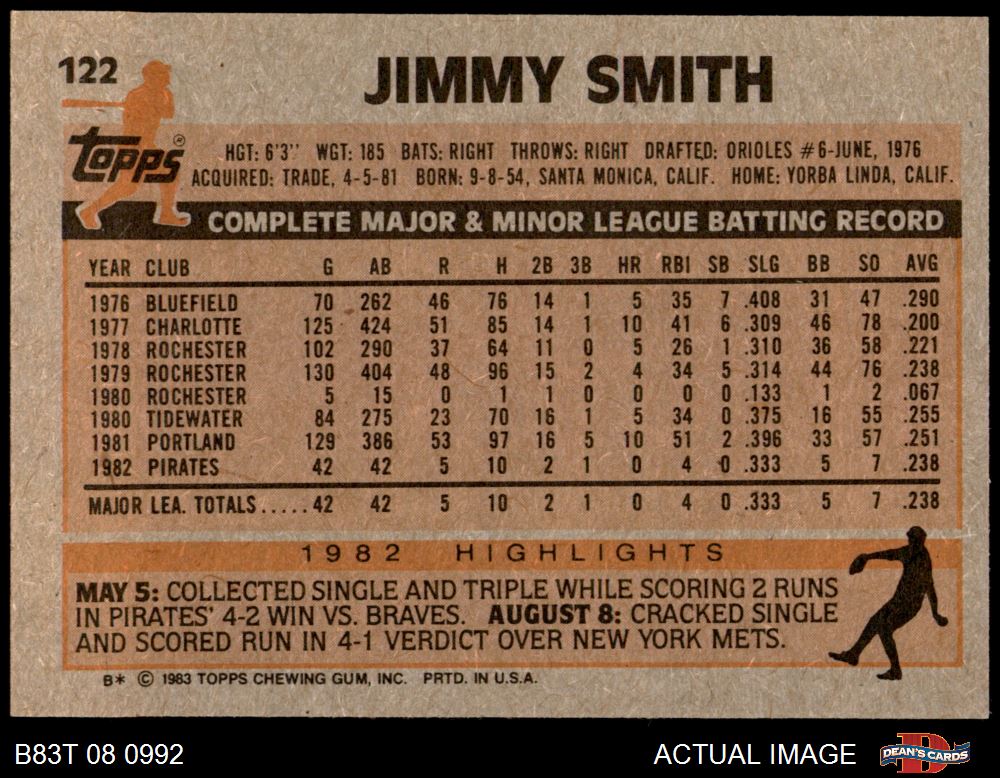 122 JIMMY SMITH
Topps®
HGT: 6'3'' WGT: 185 BATS: RIGHT THROWS: RIGHT DRAFTED: ORIOLES #6-JUNE, 1976
ACQUIRED: TRADE, 4-5-81 BORN: 9-8-54, SANTA MONICA, CALIF. HOME: YORBA LINDA, CALIF.
COMPLETE MAJOR & MINOR LEAGUE BATTING RECORD
YEAR CLUB G AB R H 2B 3B HR RBI SB SLG BB SO AVG
1976 BLUEFIELD 70 262 46 76 14 1 5 35 7 .408 31 47 .290
1977 CHARLOTTE 125 424 51 85 14 1 10 41 6 .309 46 78 .200
1978 ROCHESTER 102 290 37 64 11 0 5 26 1 .310 36 58 .221
1979 ROCHESTER 130 404 48 96 15 2 4 34 5 .314 44 76 .238
1980 ROCHESTER 5 15 0 1 1 0 0 0 0 .133 1 2 .067
1980 TIDEWATER 84 275 23 70 16 1 5 34 0 .375 16 55 .255
1981 PORTLAND 129 386 53 97 16 5 10 51 2 .396 33 57 .251
1982 PIRATES 42 42 5 10 2 1 0 4 0 .333 5 7 .238
MAJOR LEA. TOTALS.....42 42 5 10 2 1 0 4 0 .333 5 7 .238
1982 HIGHLIGHTS
MAY 5: COLLECTED SINGLE AND TRIPLE WHILE SCORING 2 RUNS
IN PIRATES' 4-2 WIN VS. BRAVES. AUGUST 8: CRACKED SINGLE
AND SCORED RUN IN 4-1 VERDICT OVER NEW YORK METS.
B* © 1983 TOPPS CHEWING GUM, INC. PRTD. IN U.S.A.
B83T 08 0992 ACTUAL IMAGE DEAN'S CARDS